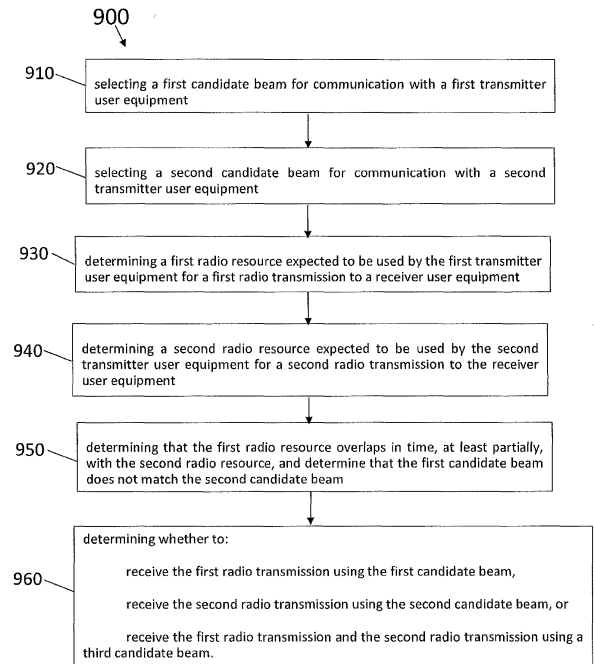 900
910
selecting a first candidate beam for communication with a first transmitter
user equipment
920
selecting a second candidate beam for communication with a second
transmitter user equipment
930
determining a first radio resource expected to be used by the first transmitter
user equipment for a first radio transmission to a receiver user equipment
940
determining a second radio resource expected to be used by the second
transmitter user equipment for a second radio transmission to the receiver
user equipment
950
determining that the first radio resource overlaps in time, at least partially,
with the second radio resource, and determine that the first candidate beam
does not match the second candidate beam
960
determining whether to:
receive the first radio transmission using the first candidate beam,
receive the second radio transmission using the second candidate beam, or
receive the first radio transmission and the second radio transmission using a
third candidate beam.